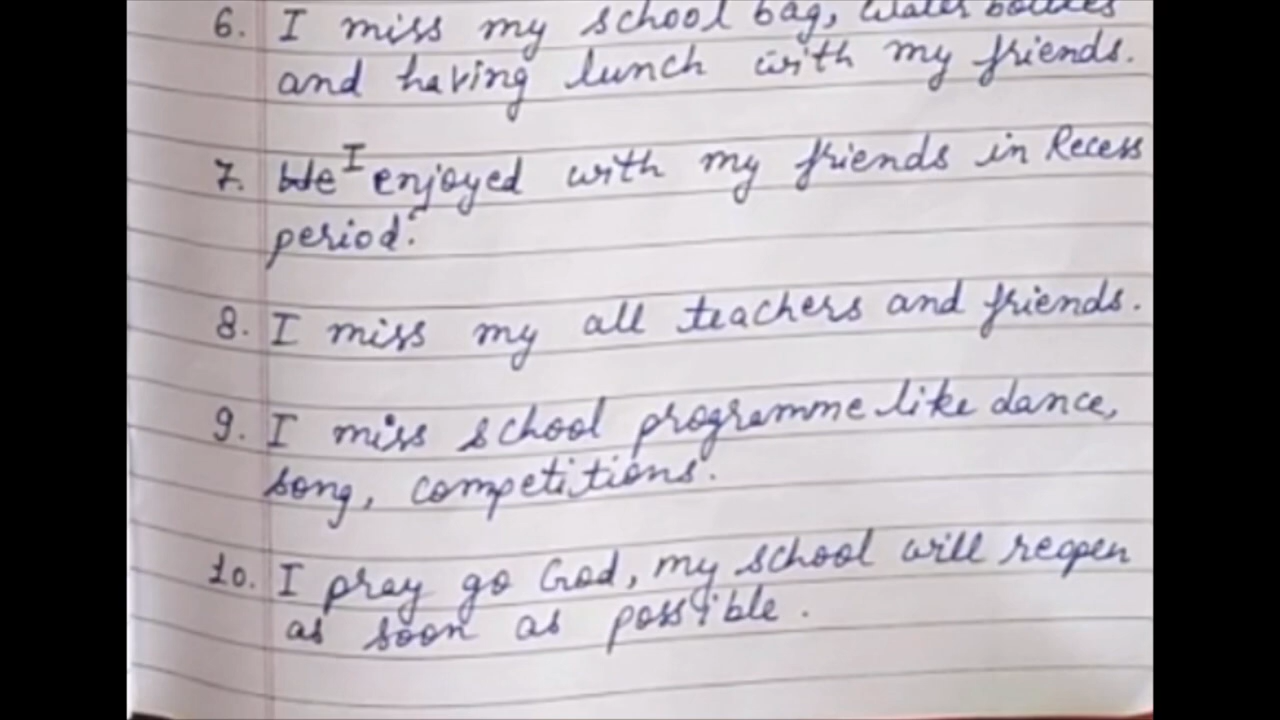 6. I miss my school bag, water bottles
and having lunch with my friends.
7. We I enjoyed with my friends in Recess
period.
8. I miss my all teachers and friends.
9. I miss school programme like dance,
song, competitions.
10. I pray go God, my school will reopen
as soon as possible.